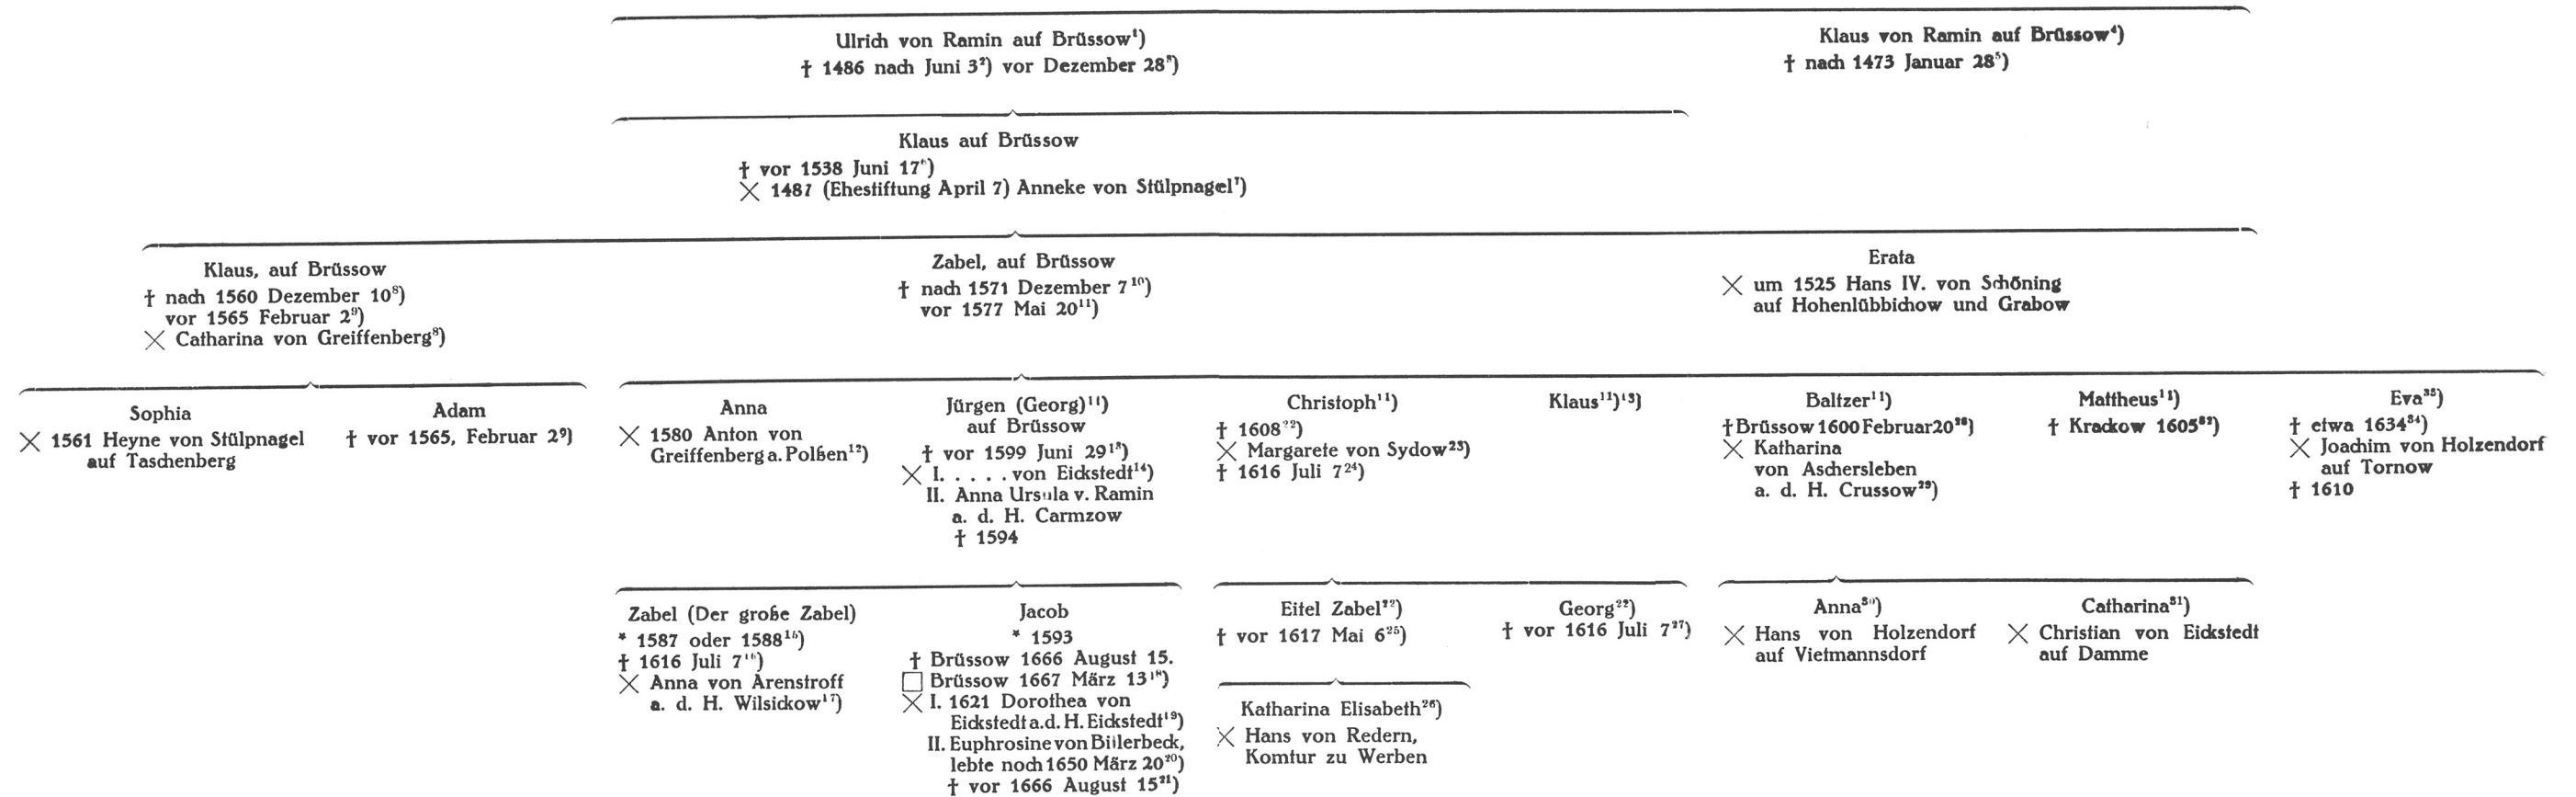 Ulrich von Ramin auf Brüssow¹)
† 1486 nach Juni 3²) vor Dezember 28³)
Klaus von Ramin auf Brüssow⁴)
† nach 1473 Januar 28⁵)
Klaus auf Brüssow
† vor 1538 Juni 17⁶)
╳ 1487 (Ehestiftung April 7) Anneke von Stülpnagel⁷)
Klaus, auf Brüssow
† nach 1560 Dezember 10⁸)
vor 1565 Februar 2⁹)
╳ Catharina von Greiffenberg⁸)
Zabel, auf Brüssow
† nach 1571 Dezember 7¹⁰)
vor 1577 Mai 20¹¹)
Erata
╳ um 1525 Hans IV. von Schöning
auf Hohenlübbichow und Grabow
Sophia
╳ 1561 Heyne von Stülpnagel
auf Taschenberg
Adam
† vor 1565, Februar 2⁹)
Anna
╳ 1580 Anton von
Greiffenberg a. Polßen¹²)
Jürgen (Georg)¹¹)
auf Brüssow
† vor 1599 Juni 29¹³)
╳ I. . . . . von Eickstedt¹⁴)
II. Anna Ursula v. Ramin
a. d. H. Carmzow
† 1594
Christoph¹¹)
† 1608²²)
╳ Margarete von Sydow²³)
† 1616 Juli 7²⁴)
Klaus¹¹)¹³)
Baltzer¹¹)
† Brüssow 1600 Februar 20²⁸)
╳ Katharina
von Aschersleben
a. d. H. Crussow²⁹)
Mattheus¹¹)
† Krackow 1605³²)
Eva³³)
† etwa 1634³⁴)
╳ Joachim von Holzendorf
auf Tornow
† 1610
Zabel (Der große Zabel)
* 1587 oder 1588¹⁵)
† 1616 Juli 7¹⁶)
╳ Anna von Arenstroff
a. d. H. Wilsickow¹⁷)
Jacob
* 1593
† Brüssow 1666 August 15.
□ Brüssow 1667 März 13¹⁸)
╳ I. 1621 Dorothea von
Eickstedt a. d. H. Eickstedt¹⁹)
II. Euphrosine von Billerbeck,
lebte noch 1650 März 20²⁰)
† vor 1666 August 15²¹)
Eitel Zabel²²)
† vor 1617 Mai 6²⁵)
Georg²²)
† vor 1616 Juli 7²⁷)
Anna³⁰)
╳ Hans von Holzendorf
auf Vietmannsdorf
Catharina³¹)
╳ Christian von Eickstedt
auf Damme
Katharina Elisabeth²⁶)
╳ Hans von Redern,
Komtur zu Werben